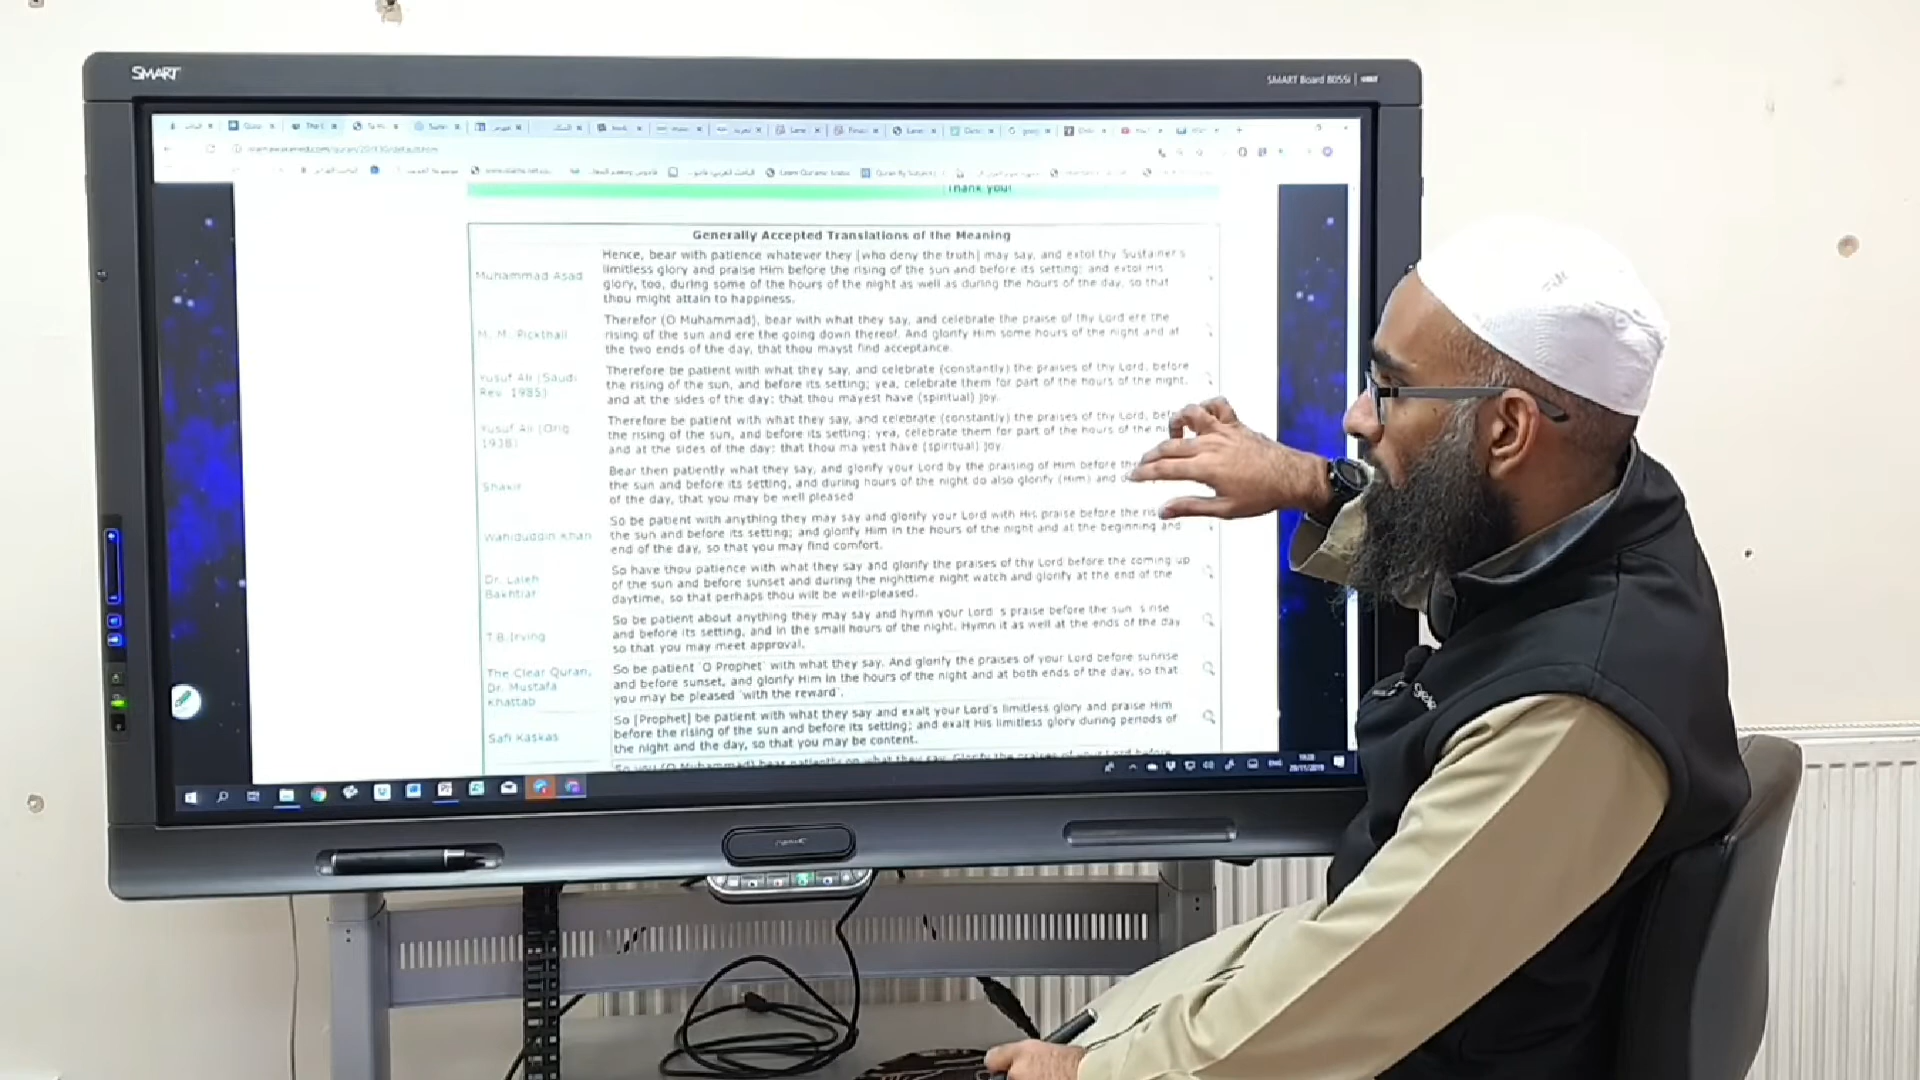 SMART
SMART Board 8055i
Thank you!
Generally Accepted Translations of the Meaning
Muhammad Asad
Hence, bear with patience whatever they [who deny the truth] may say, and extol thy Sustainer's
limitless glory and praise Him before the rising of the sun and before its setting; and extol His
glory, too, during some of the hours of the night as well as during the hours of the day, so that
thou might attain to happiness.
M. M. Pickthall
Therefor (O Muhammad), bear with what they say, and celebrate the praise of thy Lord ere the
rising of the sun and ere the going down thereof. And glorify Him some hours of the night and at
the two ends of the day, that thou mayst find acceptance.
Yusuf Ali (Saudi
Rev. 1985)
Therefore be patient with what they say, and celebrate (constantly) the praises of thy Lord, before
the rising of the sun, and before its setting; yea, celebrate them for part of the hours of the night,
and at the sides of the day: that thou mayest have (spiritual) joy.
Yusuf Ali (Orig.
1938)
Therefore be patient with what they say, and celebrate (constantly) the praises of thy Lord,
the rising of the sun, and before its setting; yea, celebrate them for part of the hours of the
and at the sides of the day: that thou ma yest have (spiritual) joy.
Shakir
Bear then patiently what they say, and glorify your Lord by the praising of Him before
the sun and before its setting, and during hours of the night do also glorify (Him) and
of the day, that you may be well pleased
Wahiduddin Khan
So be patient with anything they may say and glorify your Lord with His praise before the
the sun and before its setting; and glorify Him in the hours of the night and at the beginning and
end of the day, so that you may find comfort.
Dr. Laleh
Bakhtiar
So have thou patience with what they say and glorify the praises of thy Lord before the coming up
of the sun and before sunset and during the nighttime night watch and glorify at the end of the
daytime, so that perhaps thou wilt be well-pleased.
T.B.Irving
So be patient about anything they may say and hymn your Lord's praise before the sun's rise
and before its setting, and in the small hours of the night. Hymn it as well at the ends of the day
so that you may meet approval.
The Clear Quran,
Dr. Mustafa
Khattab
So be patient ˹O Prophet˺ with what they say. And glorify the praises of your Lord before sunrise
and before sunset, and glorify Him in the hours of the night and at both ends of the day, so that
you may be pleased ˹with the reward˺.
Safi Kaskas
So [Prophet] be patient with what they say and exalt your Lord's limitless glory and praise Him
before the rising of the sun and before its setting; and exalt His limitless glory during periods of
the night and the day, so that you may be content.
So you (O Muhammad) bear patiently on what they say. Glorify the praises of your Lord before
ENG
29/11/2019